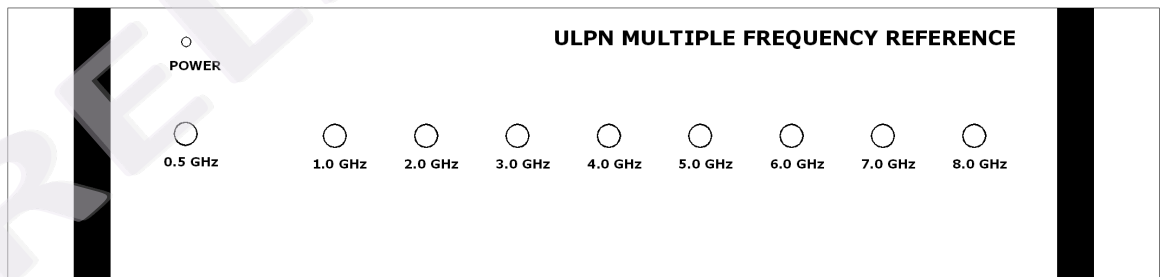 ULPN MULTIPLE FREQUENCY REFERENCE
POWER
0.5 GHz
1.0 GHz 2.0 GHz 3.0 GHz 4.0 GHz 5.0 GHz 6.0 GHz 7.0 GHz 8.0 GHz